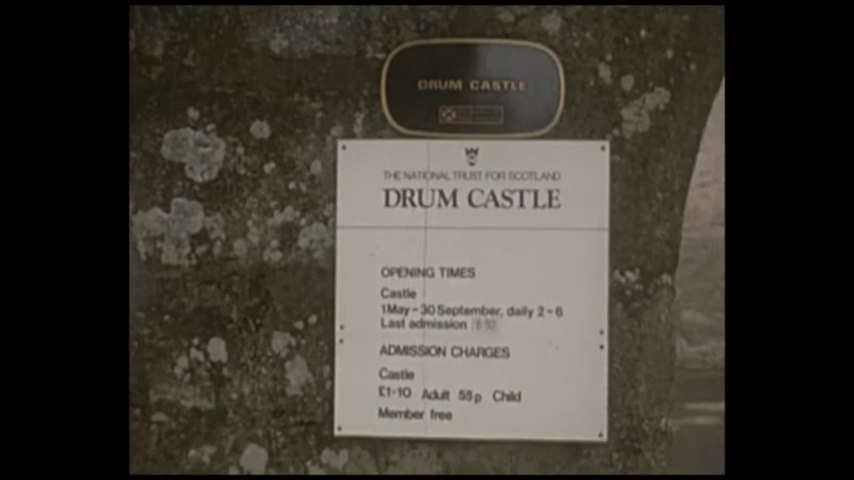 DRUM CASTLE
THE NATIONAL TRUST FOR SCOTLAND
DRUM CASTLE
OPENING TIMES
Castle
1 May – 30 September, daily 2 – 6
Last admission
ADMISSION CHARGES
Castle
£1·10 Adult 55p Child
Member free